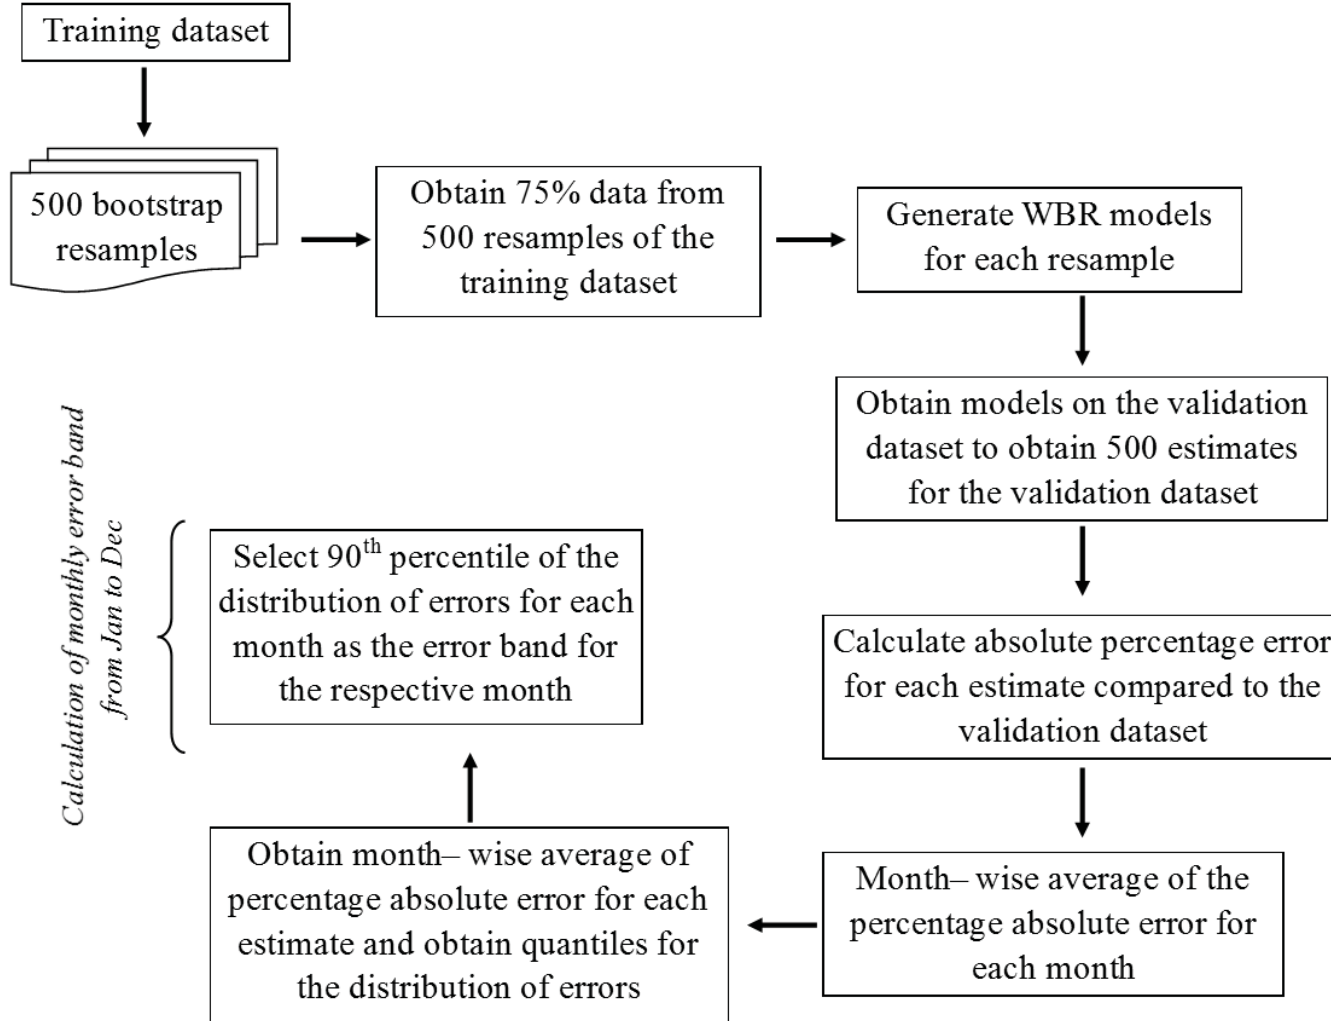 Training dataset
500 bootstrap
resamples
Obtain 75% data from
500 resamples of the
training dataset
Generate WBR models
for each resample
Obtain models on the validation
dataset to obtain 500 estimates
for the validation dataset
Calculate absolute percentage error
for each estimate compared to the
validation dataset
Month– wise average of the
percentage absolute error for
each month
Obtain month– wise average of
percentage absolute error for each
estimate and obtain quantiles for
the distribution of errors
Select 90th percentile of the
distribution of errors for each
month as the error band for
the respective month
Calculation of monthly error band
from Jan to Dec